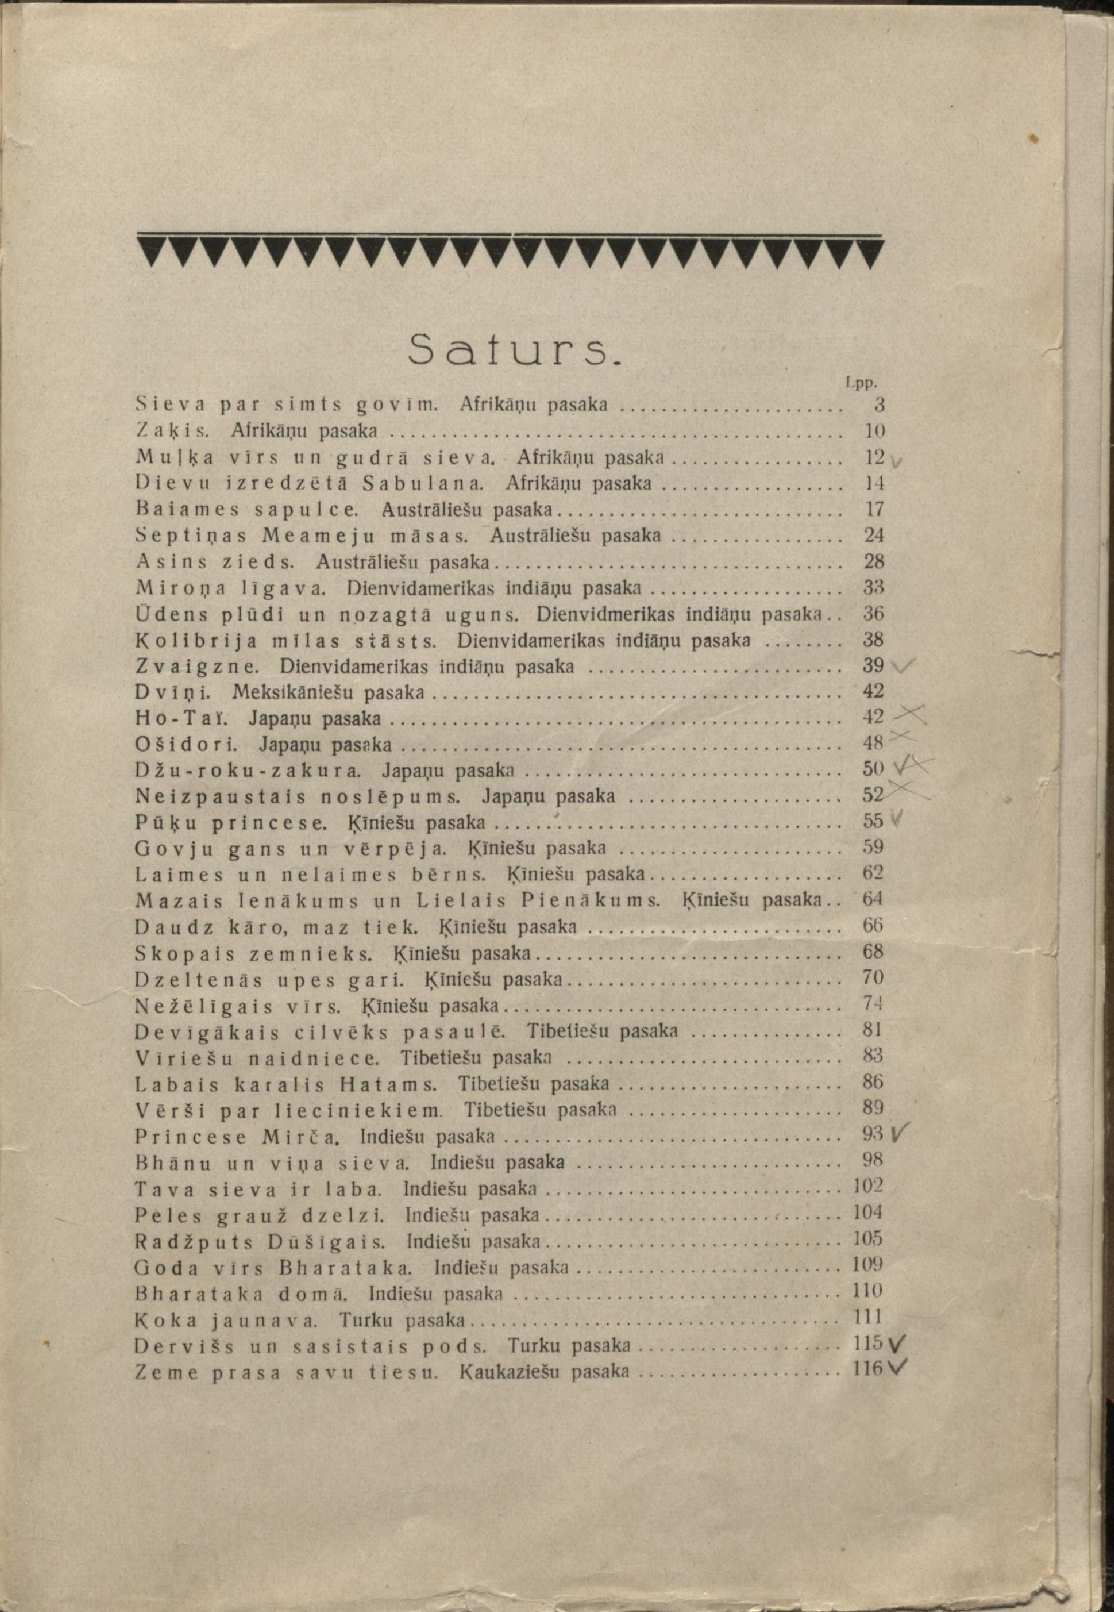 Saturs.
Lpp.
Sieva par simts govīm. Afrikāņu pasaka ...................... 3
Zaķis. Afrikāņu pasaka ............................................ 10
Muļķa vīrs un gudrā sieva. Afrikāņu pasaka ................. 12
Dievu izredzētā Sabulana. Afrikāņu pasaka .................. 14
Baiames sapulce. Austrāliešu pasaka ............................ 17
Septiņas Meameju māsas. Austrāliešu pasaka ................. 24
Asins zieds. Austrāliešu pasaka .................................. 28
Miroņa līgava. Dienvidamerikas indiāņu pasaka ................... 33
Ūdens plūdi un nozagtā uguns. Dienvidmerikas indiāņu pasaka.. 36
Kolibrija mīlas stāsts. Dienvidamerikas indiāņu pasaka ........ 38
Zvaigzne. Dienvidamerikas indiāņu pasaka ......................... 39
Dvīņi. Meksikāniešu pasaka ........................................ 42
Ho-Taï. Japaņu pasaka ............................................ 42
Ošidori. Japaņu pasaka ........................................... 48
Džu-roku-zakura. Japaņu pasaka ............................... 50
Neizpaustais noslēpums. Japaņu pasaka ..................... 52
Pūķu princese. Ķīniešu pasaka .................................. 55
Govju gans un vērpēja. Ķīniešu pasaka ...................... 59
Laimes un nelaimes bērns. Ķīniešu pasaka ................... 62
Mazais Ienākums un Lielais Pienākums. Ķīniešu pasaka.. 64
Daudz kāro, maz tiek. Ķīniešu pasaka ......................... 66
Skopais zemnieks. Ķīniešu pasaka .............................. 68
Dzeltenās upes gari. Ķīniešu pasaka ........................... 70
Nežēlīgais vīrs. Ķīniešu pasaka ................................. 74
Devīgākais cilvēks pasaulē. Tibetiešu pasaka ............... 81
Vīriešu naidniece. Tibetiešu pasaka ........................... 83
Labais karalis Hatams. Tibetiešu pasaka ...................... 86
Vērši par lieciniekiem. Tibetiešu pasaka ..................... 89
Princese Mirča. Indiešu pasaka ................................. 93
Bhānu un viņa sieva. Indiešu pasaka .......................... 98
Tava sieva ir laba. Indiešu pasaka ............................. 102
Peles grauž dzelzi. Indiešu pasaka ............................. 104
Radžputs Dūšīgais. Indiešu pasaka ............................. 105
Goda vīrs Bharataka. Indiešu pasaka .......................... 109
Bharataka domā. Indiešu pasaka ................................ 110
Koka jaunava. Turku pasaka .................................... 111
Dervišs un sasistais pods. Turku pasaka .................... 115
Zeme prasa savu tiesu. Kaukaziešu pasaka .................... 116